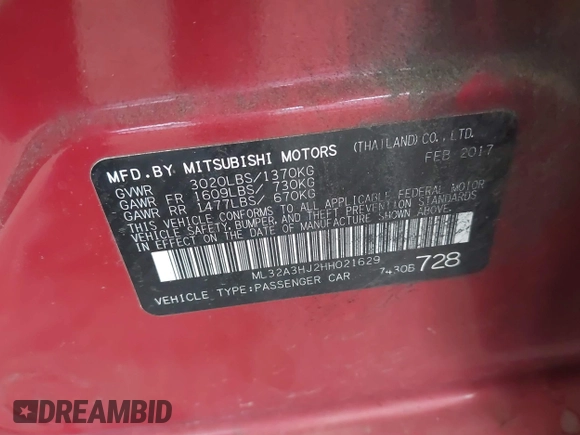 MFD. BY MITSUBISHI MOTORS (THAILAND) CO., LTD.
FEB 2017
GVWR 3020LBS/1370KG
GAWR FR 1609LBS/ 730KG
GAWR RR 1477LBS/ 670KG
THIS VEHICLE CONFORMS TO ALL APPLICABLE FEDERAL MOTOR
VEHICLE SAFETY, BUMPER, AND THEFT PREVENTION STANDARDS
IN EFFECT ON THE DATE OF MANUFACTURE SHOWN ABOVE.
ML32A3HJ2HH021629
VEHICLE TYPE:PASSENGER CAR 7430B 728
DREAMBID